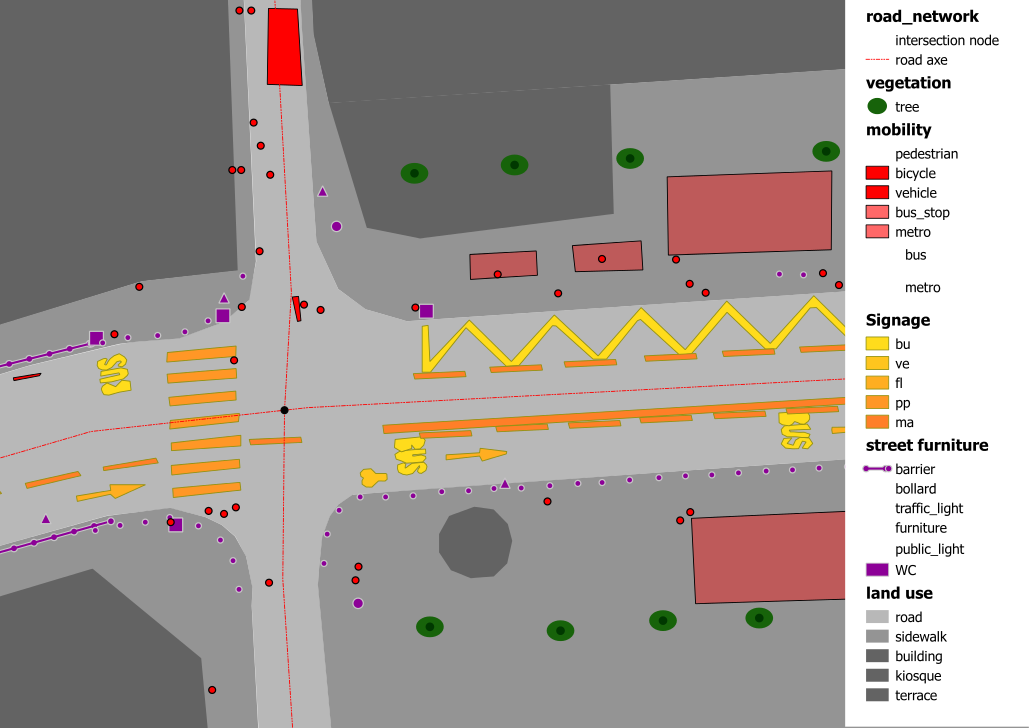 road_network
intersection node
road axe
vegetation
tree
mobility
pedestrian
bicycle
vehicle
bus_stop
metro
bus
metro
Signage
bu
ve
fl
pp
ma
street furniture
barrier
bollard
traffic_light
furniture
public_light
WC
land use
road
sidewalk
building
kiosque
terrace
BUS
BUS
BUS